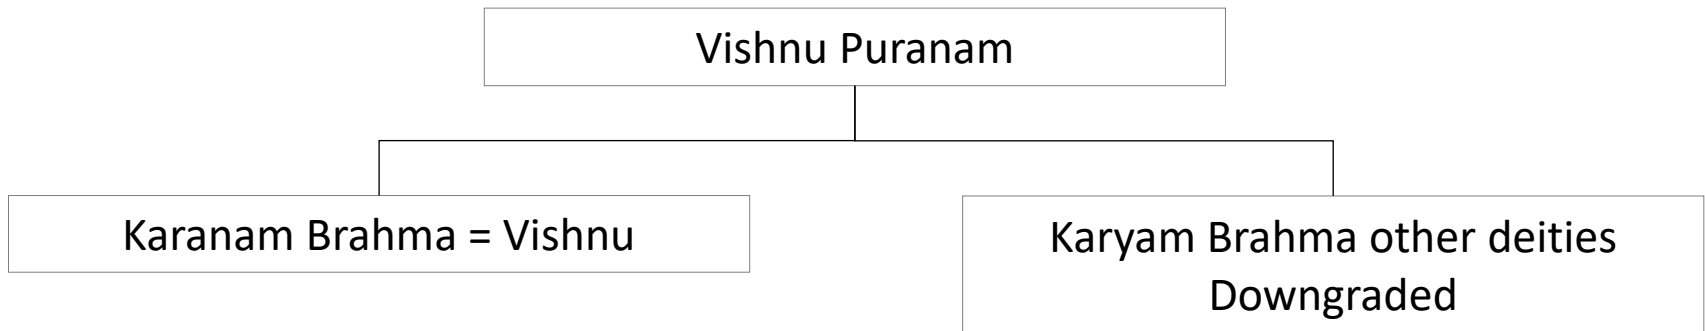 Vishnu Puranam
Karanam Brahma = Vishnu
Karyam Brahma other deities
Downgraded